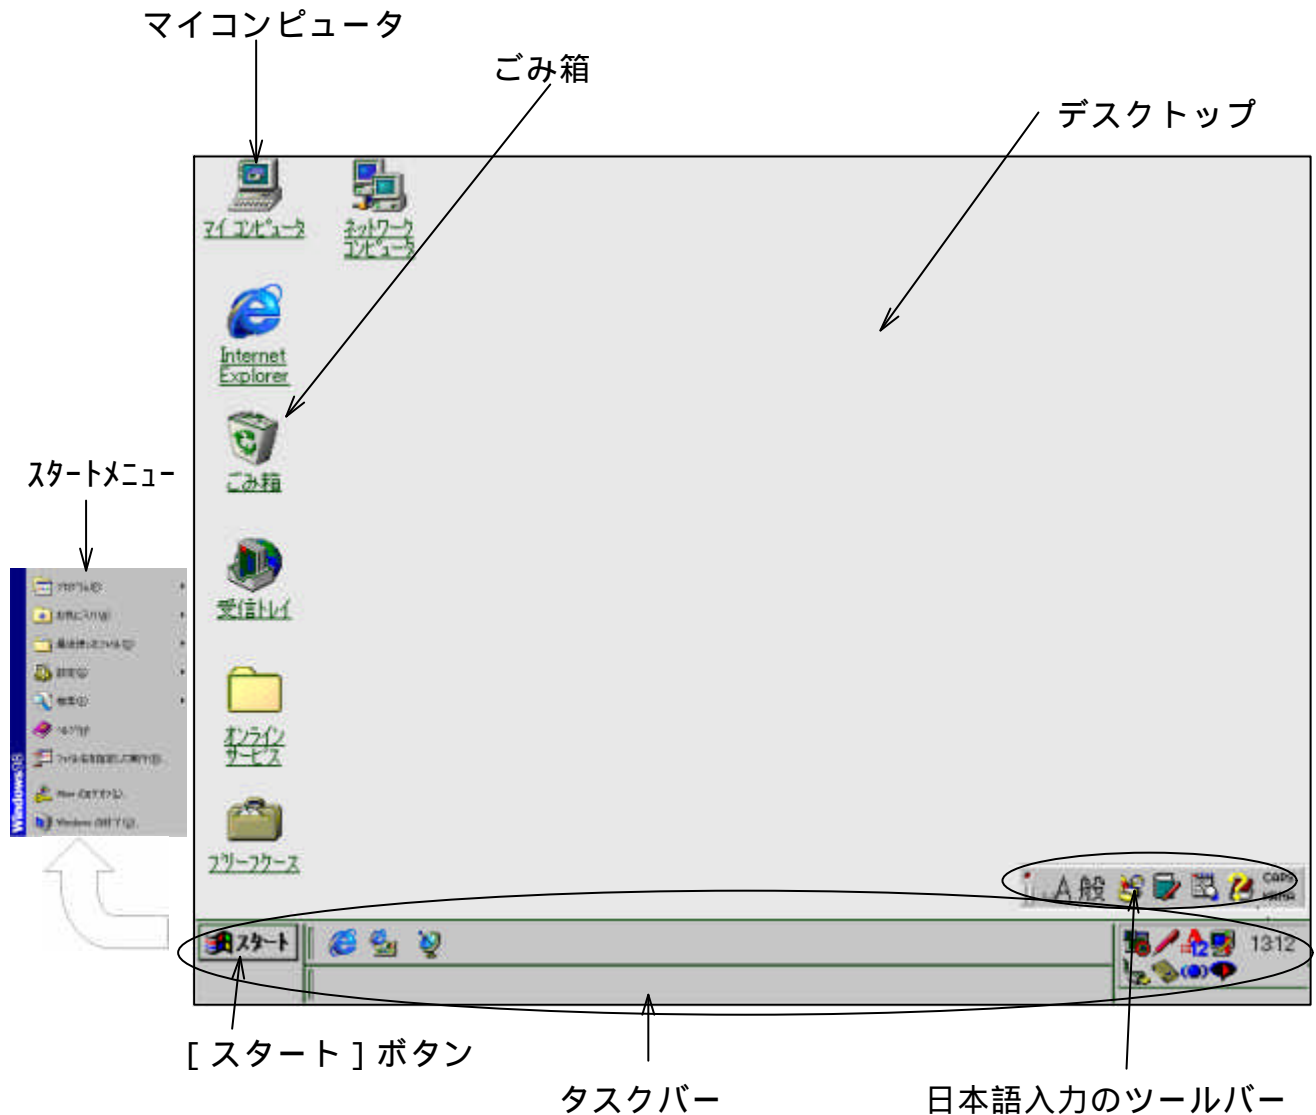 マイコンピュータ
ごみ箱
デスクトップ
マイ コンピュータ
ネットワーク
コンピュータ
Internet
Explorer
ごみ箱
スタートメニュー
受信トレイ
オンライン
サービス
ブリーフケース
Windows98
A 般
CAPS
KANA
スタート
13:12
[スタート]ボタン
タスクバー
日本語入力のツールバー